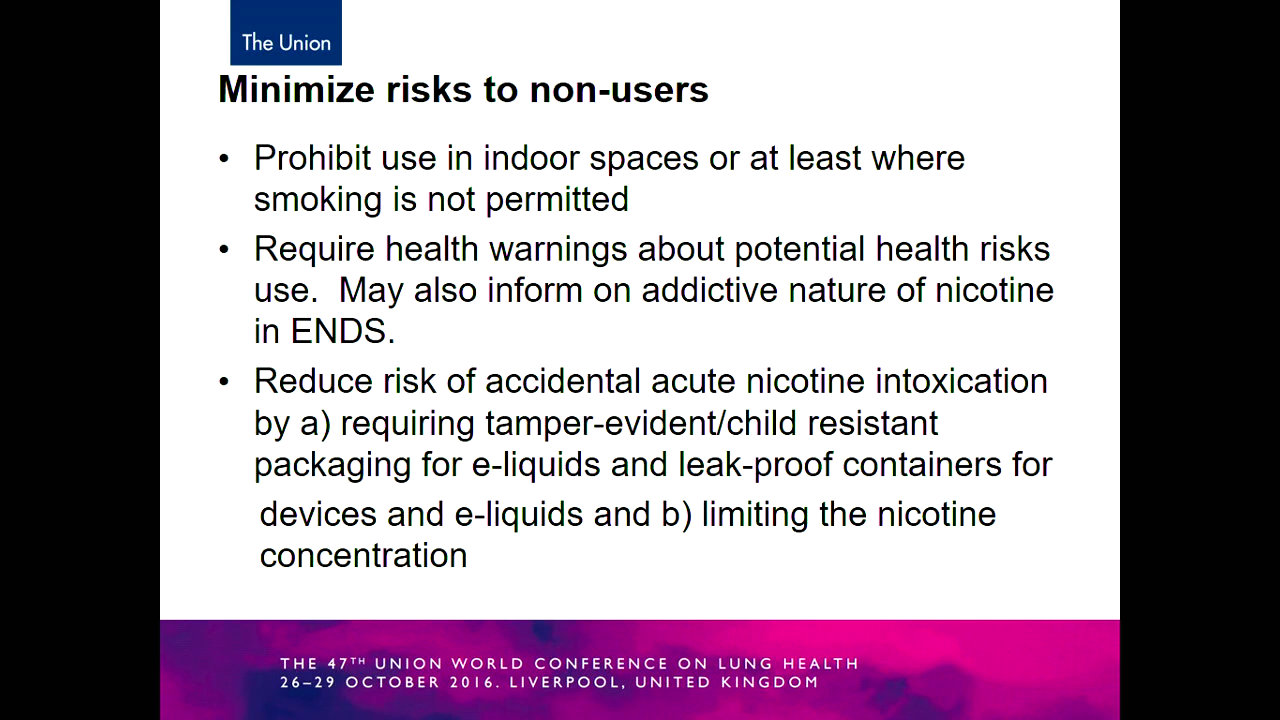 The Union
Minimize risks to non-users
• Prohibit use in indoor spaces or at least where
smoking is not permitted
• Require health warnings about potential health risks
use.  May also inform on addictive nature of nicotine
in ENDS.
• Reduce risk of accidental acute nicotine intoxication
by a) requiring tamper-evident/child resistant
packaging for e-liquids and leak-proof containers for
devices and e-liquids and b) limiting the nicotine
concentration
THE 47TH UNION WORLD CONFERENCE ON LUNG HEALTH
26–29 OCTOBER 2016. LIVERPOOL, UNITED KINGDOM